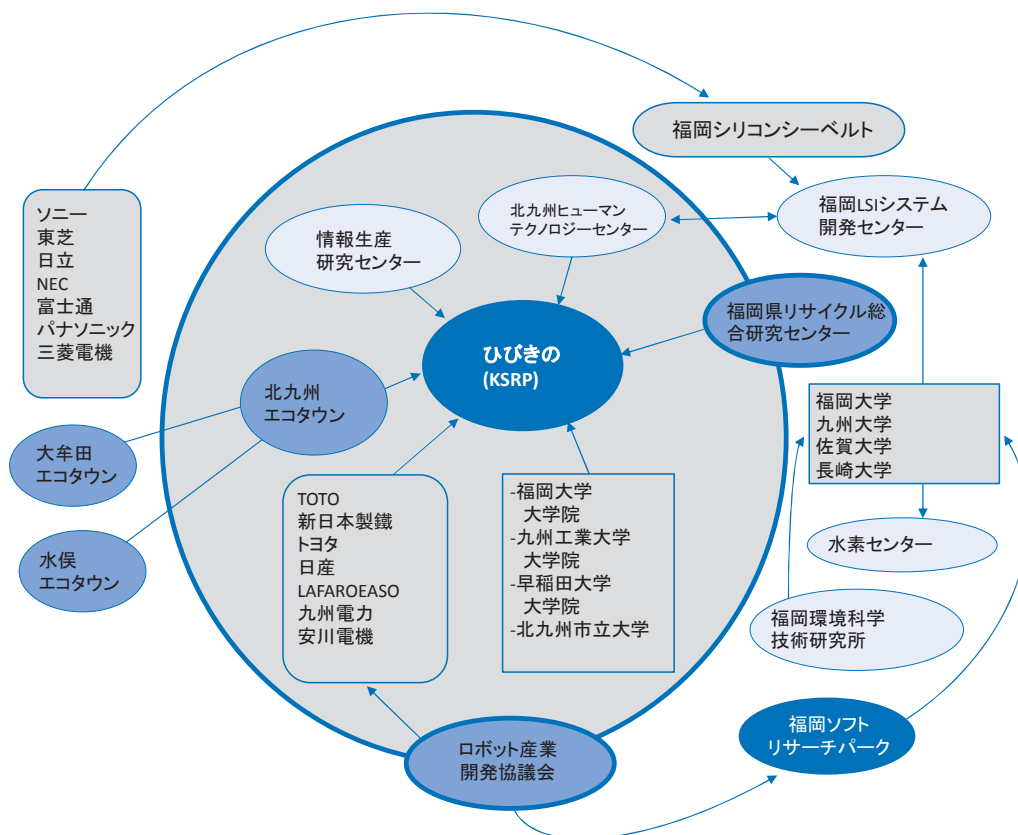 福岡シリコンシーベルト
ソニー
東芝
日立
NEC
富士通
パナソニック
三菱電機
北九州ヒューマン
テクノロジーセンター
福岡LSIシステム
開発センター
情報生産
研究センター
福岡県リサイクル総
合研究センター
ひびきの
(KSRP)
北九州
エコタウン
大牟田
エコタウン
水俣
エコタウン
TOTO
新日本製鐵
トヨタ
日産
LAFAROEASO
九州電力
安川電機
-福岡大学
大学院
-九州工業大学
大学院
-早稲田大学
大学院
-北九州市立大学
福岡大学
九州大学
佐賀大学
長崎大学
水素センター
福岡環境科学
技術研究所
福岡ソフト
リサーチパーク
ロボット産業
開発協議会